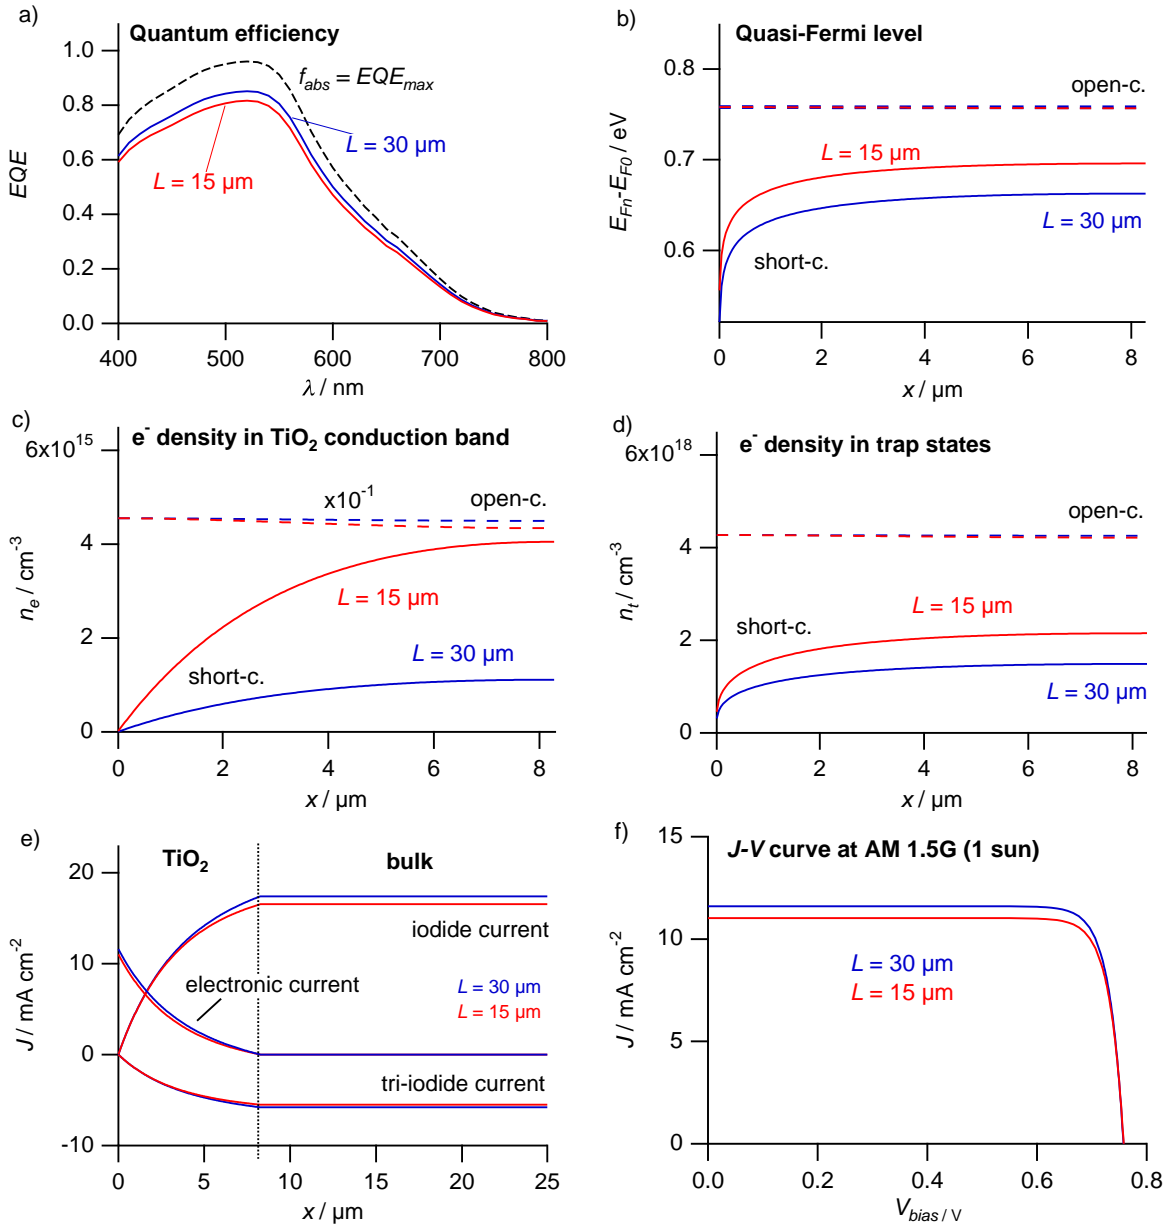 a)
Quantum efficiency
1.0
0.8
0.6
0.4
0.2
0.0
EQE
f_abs = EQE_max
L = 30 µm
L = 15 µm
400
500
600
700
800
λ / nm
b)
Quasi-Fermi level
0.8
0.7
0.6
E_Fn-E_F0 / eV
open-c.
L = 15 µm
L = 30 µm
short-c.
0
2
4
6
8
x / µm
c)
e⁻ density in TiO₂ conduction band
6x10¹⁵
4
2
0
n_e / cm⁻³
x10⁻¹
open-c.
L = 15 µm
L = 30 µm
short-c.
0
2
4
6
8
x / µm
d)
e⁻ density in trap states
6x10¹⁸
4
2
0
n_t / cm⁻³
open-c.
L = 15 µm
short-c.
L = 30 µm
0
2
4
6
8
x / µm
e)
TiO₂
bulk
20
10
0
-10
J / mA cm⁻²
iodide current
electronic current
L = 30 µm
L = 15 µm
tri-iodide current
0
5
10
15
20
25
x / µm
f)
J-V curve at AM 1.5G (1 sun)
15
10
5
0
J / mA cm⁻²
L = 30 µm
L = 15 µm
0.0
0.2
0.4
0.6
0.8
V_bias / V